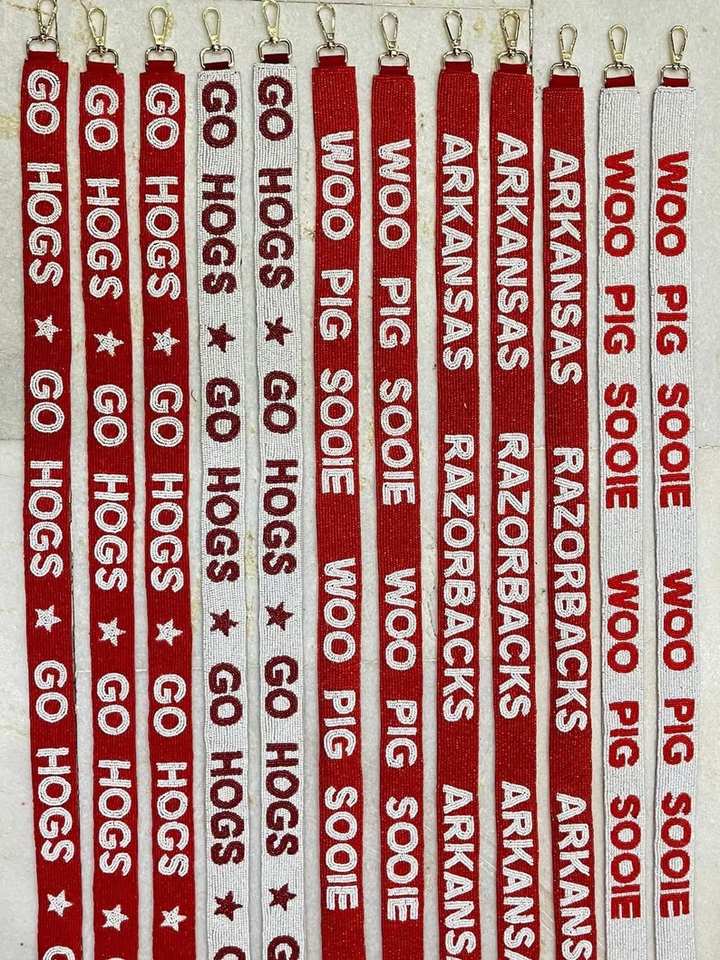 GO HOGS ★ GO HOGS ★ GO HOGS ★
GO HOGS ★ GO HOGS ★ GO HOGS ★
GO HOGS ★ GO HOGS ★ GO HOGS ★
GO HOGS ★ GO HOGS ★ GO HOGS ★ G
GO HOGS ★ GO HOGS ★ GO HOGS ★ G
WOO PIG SOOIE WOO PIG SOOIE
WOO PIG SOOIE WOO PIG SOOIE
ARKANSAS RAZORBACKS ARKANSA
ARKANSAS RAZORBACKS ARKANSA
ARKANSAS RAZORBACKS ARKANS
WOO PIG SOOIE WOO PIG SOOIE
WOO PIG SOOIE WOO PIG SOOIE